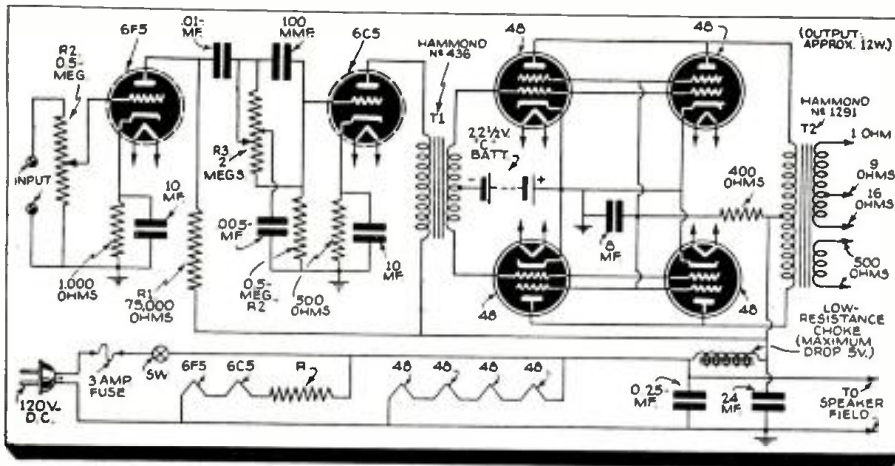 6F5
.01-
MF
100
MMF.
6C5
HAMMOND
Nº 436
48
48
(OUTPUT:
APPROX. 12W.)
R2
0.5-
MEG.
HAMMOND
Nº 1291
T1
T2
1 OHM
22½V.
"C"
BATT.
R3
2
MEGS
400
OHMS
9
OHMS
16
OHMS
INPUT
10
MF
.005-
MF
8
MF
500
OHMS
1,000
OHMS
R1
75,000
OHMS
0.5-
MEG.
R2
500
OHMS
10
MF
48
48
LOW-
RESISTANCE
CHOKE
(MAXIMUM
DROP 5V.)
6F5
6C5
R
48
48
48
48
3 AMP
FUSE
SW
120V.
D.C.
0.25-
MF
24
MF
TO
SPEAKER
FIELD